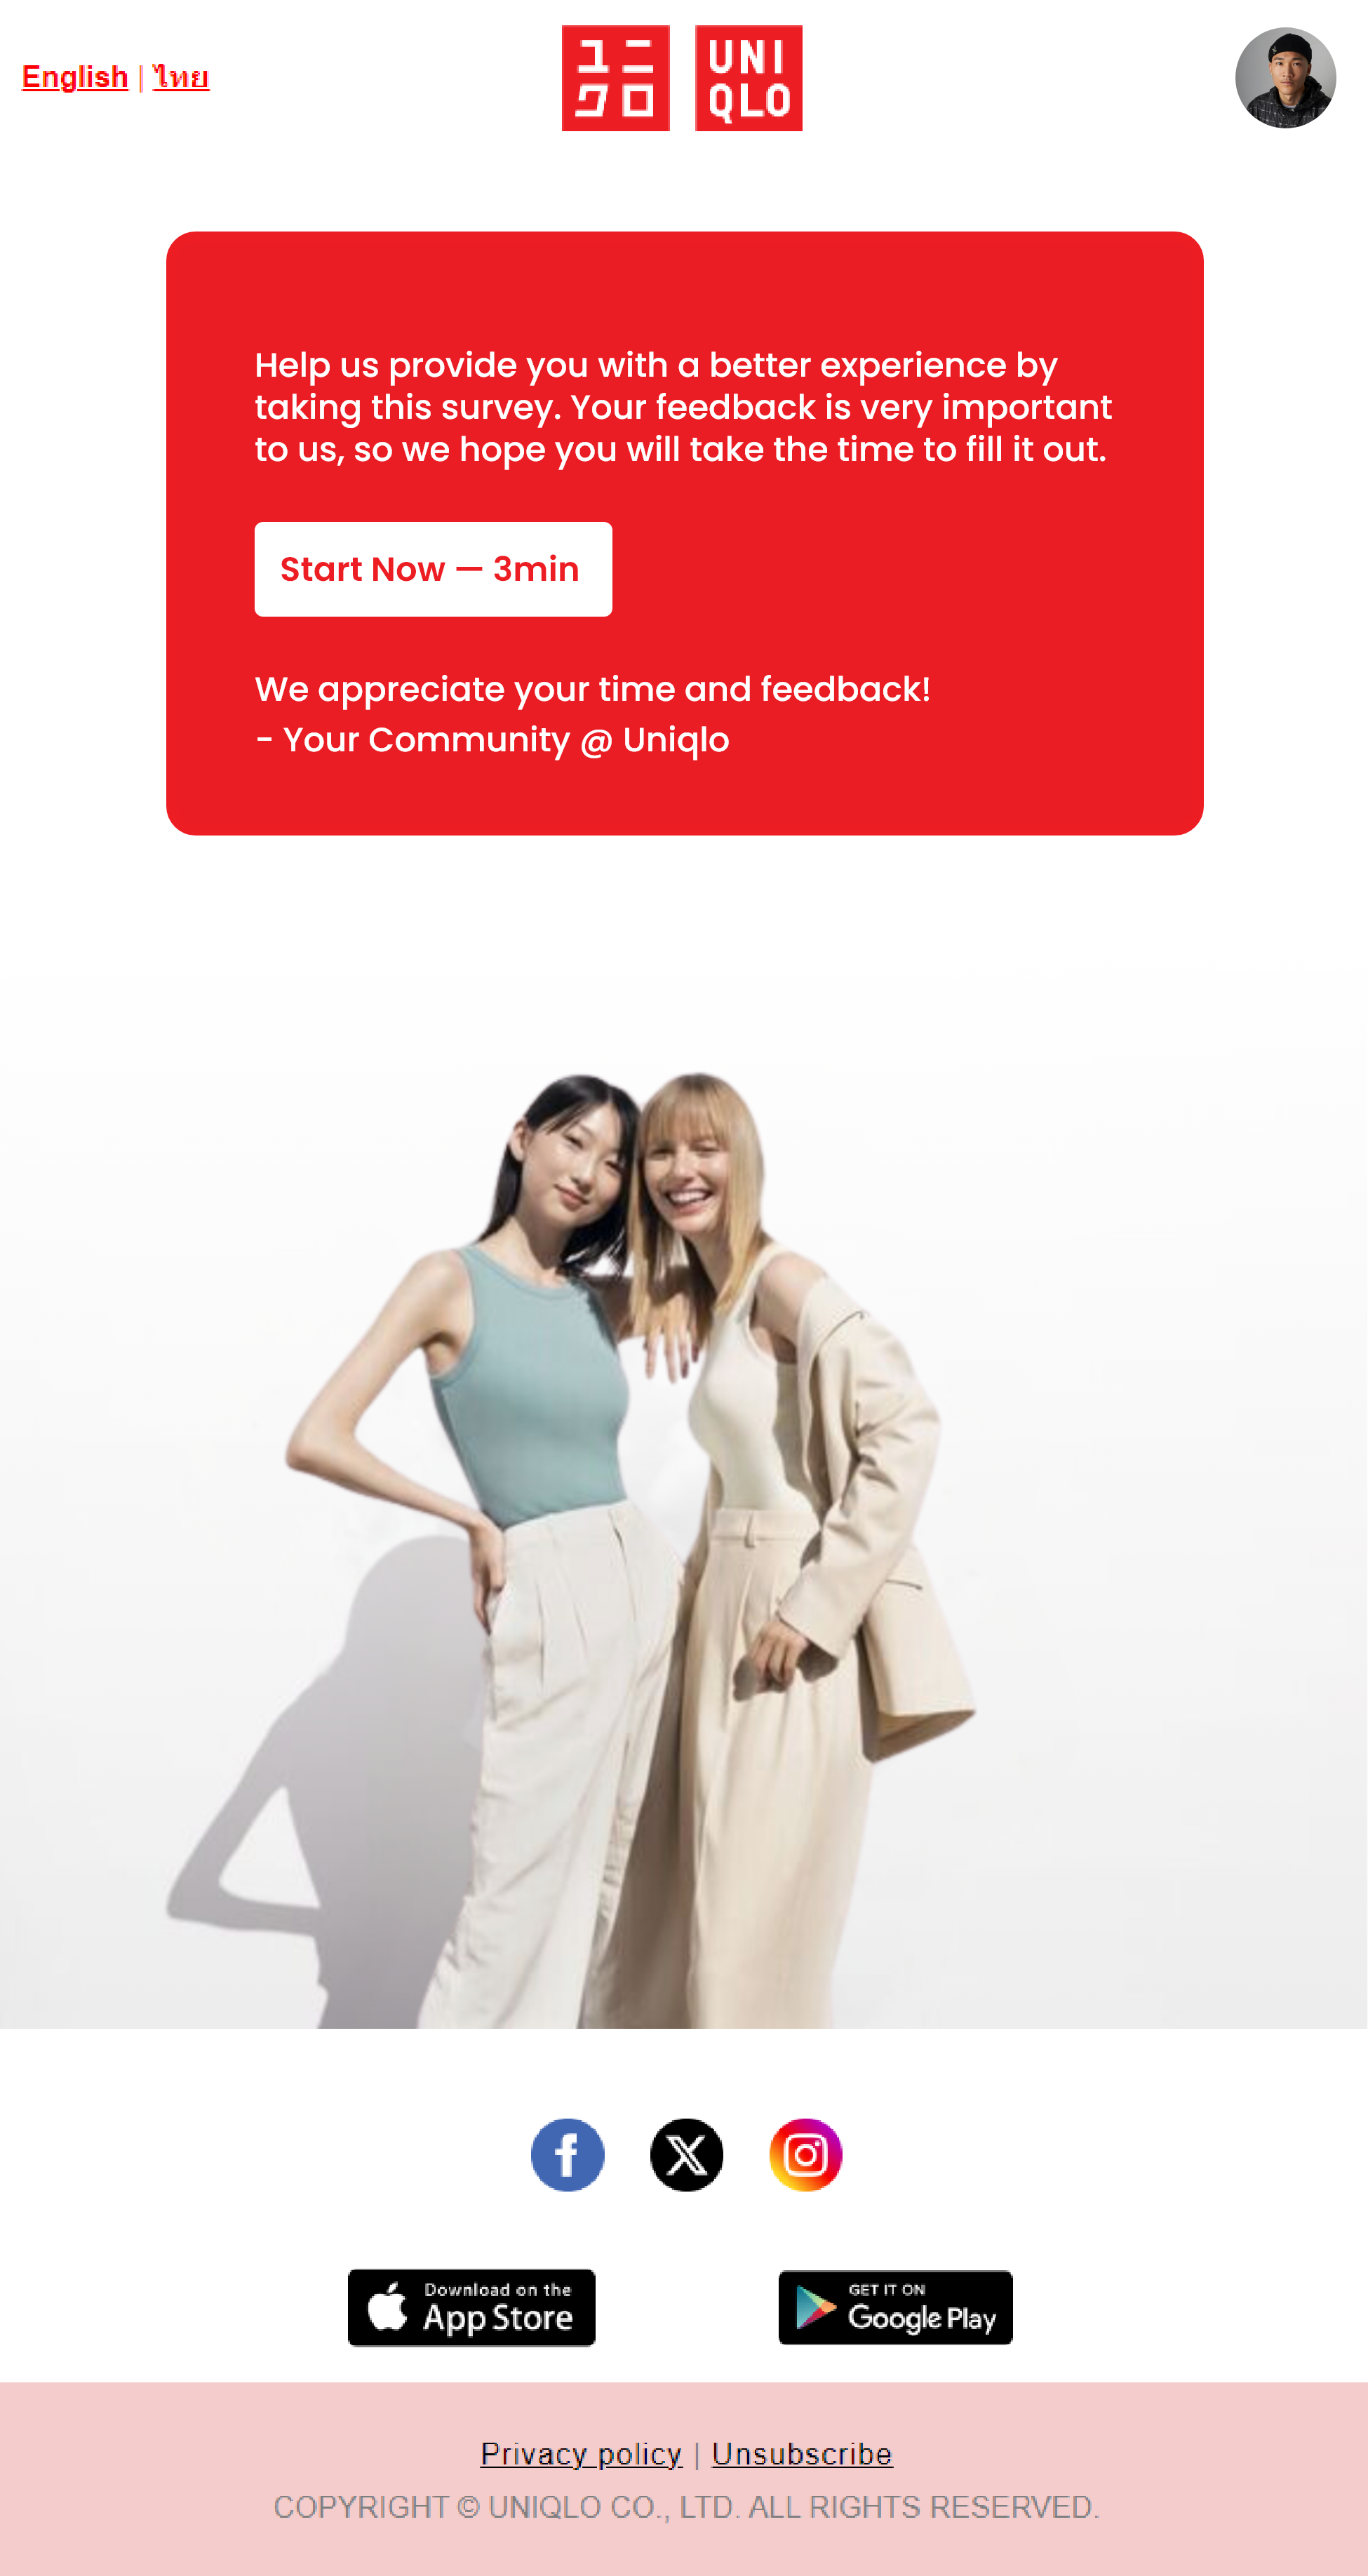 English | ไทย
ユニ
クロ
UNI
QLO
Help us provide you with a better experience by
taking this survey. Your feedback is very important
to us, so we hope you will take the time to fill it out.
Start Now — 3min
We appreciate your time and feedback!
- Your Community @ Uniqlo
Download on the
App Store
GET IT ON
Google Play
Privacy policy | Unsubscribe
COPYRIGHT © UNIQLO CO., LTD. ALL RIGHTS RESERVED.